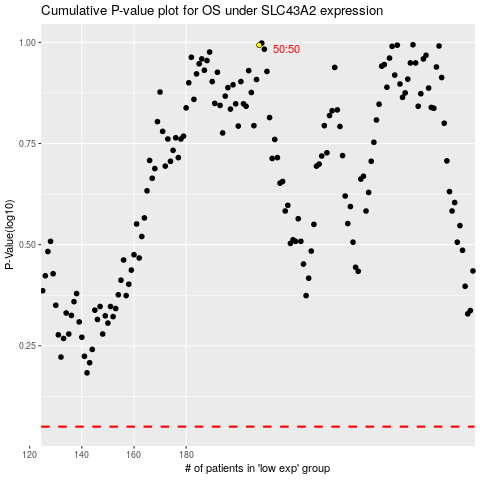 Cumulative P-value plot for OS under SLC43A2 expression
1.00
50:50
0.75
P-Value(log10)
0.50
0.25
120 124 140 160 180
# of patients in 'low exp' group